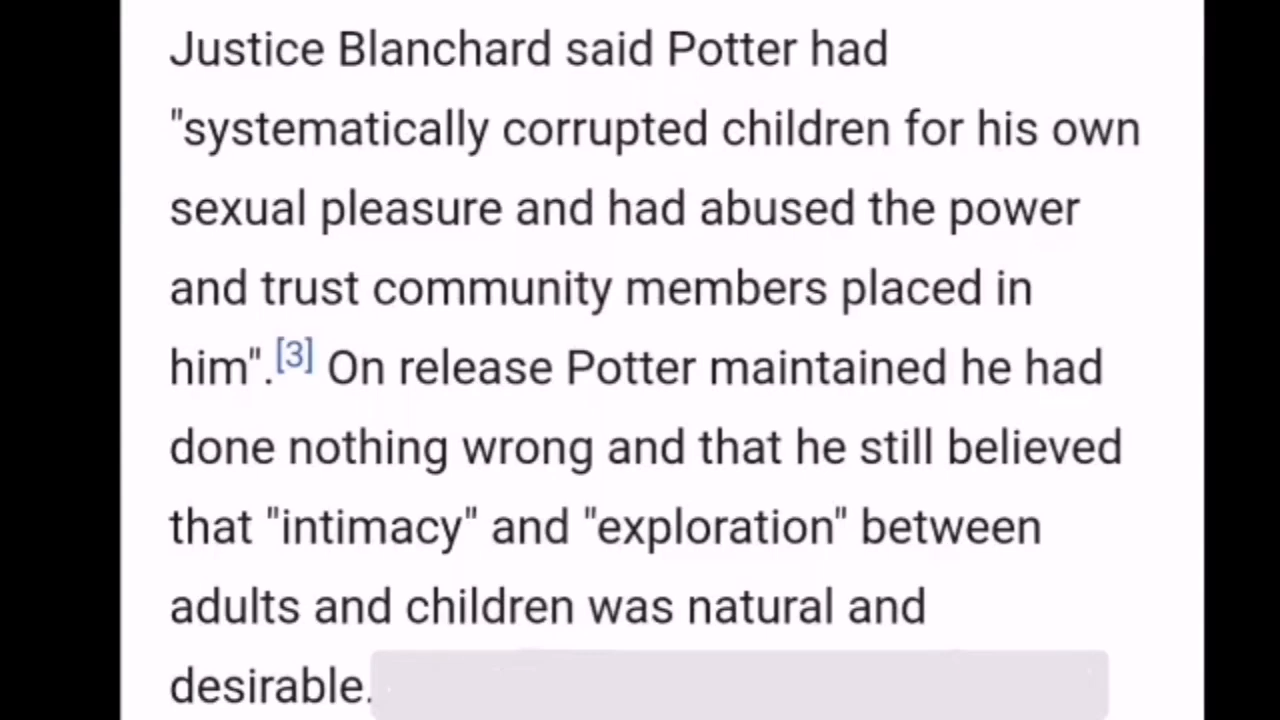 Justice Blanchard said Potter had
"systematically corrupted children for his own
sexual pleasure and had abused the power
and trust community members placed in
him".[3] On release Potter maintained he had
done nothing wrong and that he still believed
that "intimacy" and "exploration" between
adults and children was natural and
desirable.